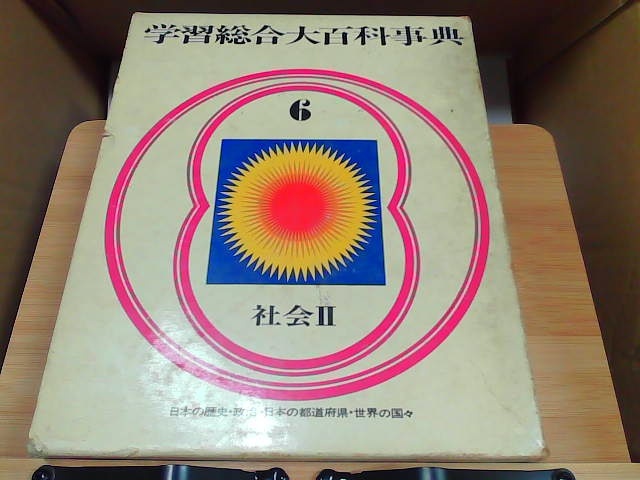 学習総合大百科事典
6
社会II
日本の歴史・政治・日本の都道府県・世界の国々